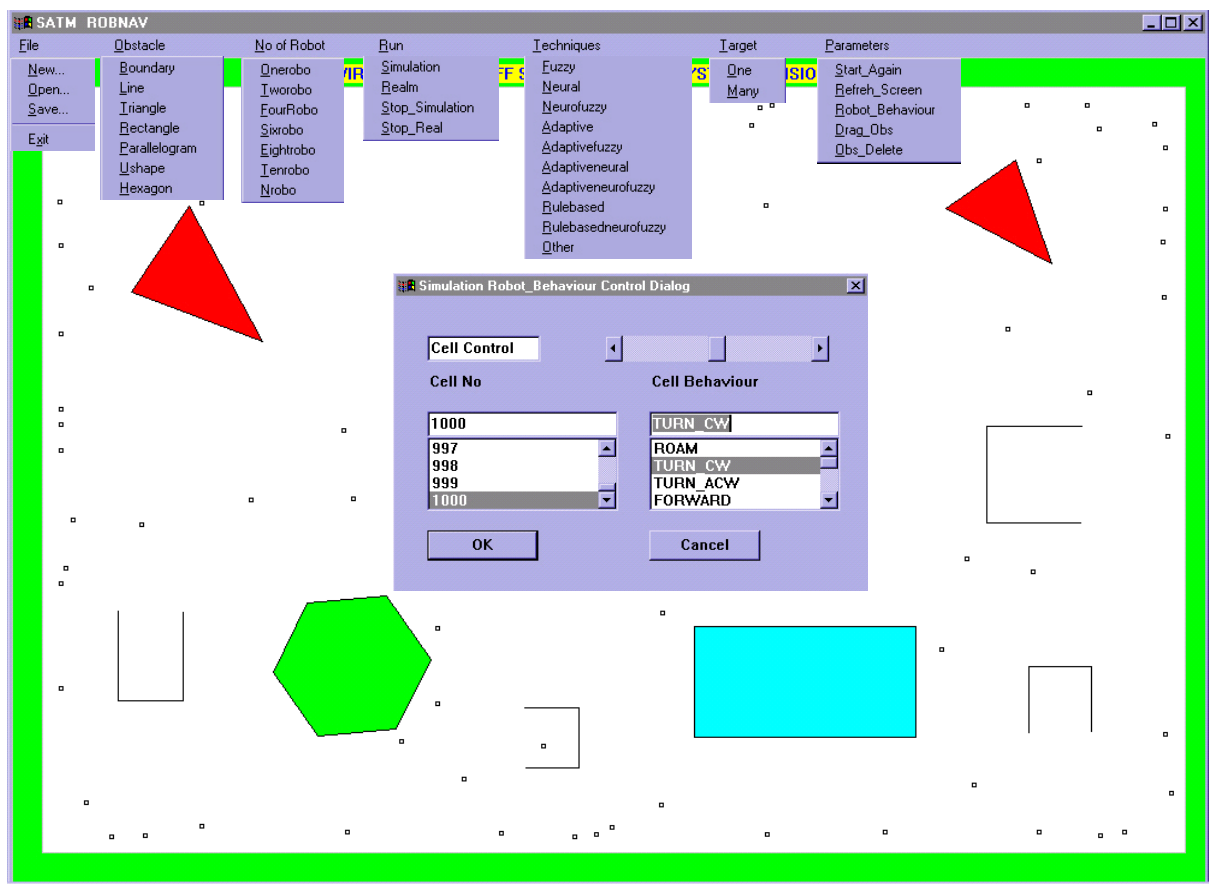 SATM ROBNAV
File Obstacle No of Robot Run Techniques Target Parameters
New...
Open...
Save...
Exit
Boundary
Line
Triangle
Rectangle
Parallelogram
Ushape
Hexagon
Onerobo
Tworobo
FourRobo
Sixrobo
Eightrobo
Tenrobo
Nrobo
Simulation
Realm
Stop_Simulation
Stop_Real
Fuzzy
Neural
Neurofuzzy
Adaptive
Adaptivefuzzy
Adaptiveneural
Adaptiveneurofuzzy
Rulebased
Rulebasedneurofuzzy
Other
One
Many
Start_Again
Refreh_Screen
Robot_Behaviour
Drag_Obs
Obs_Delete
Simulation Robot_Behaviour Control Dialog
Cell Control
Cell No Cell Behaviour
1000 TURN_CW
997 ROAM
998 TURN_CW
999 TURN_ACW
1000 FORWARD
OK Cancel